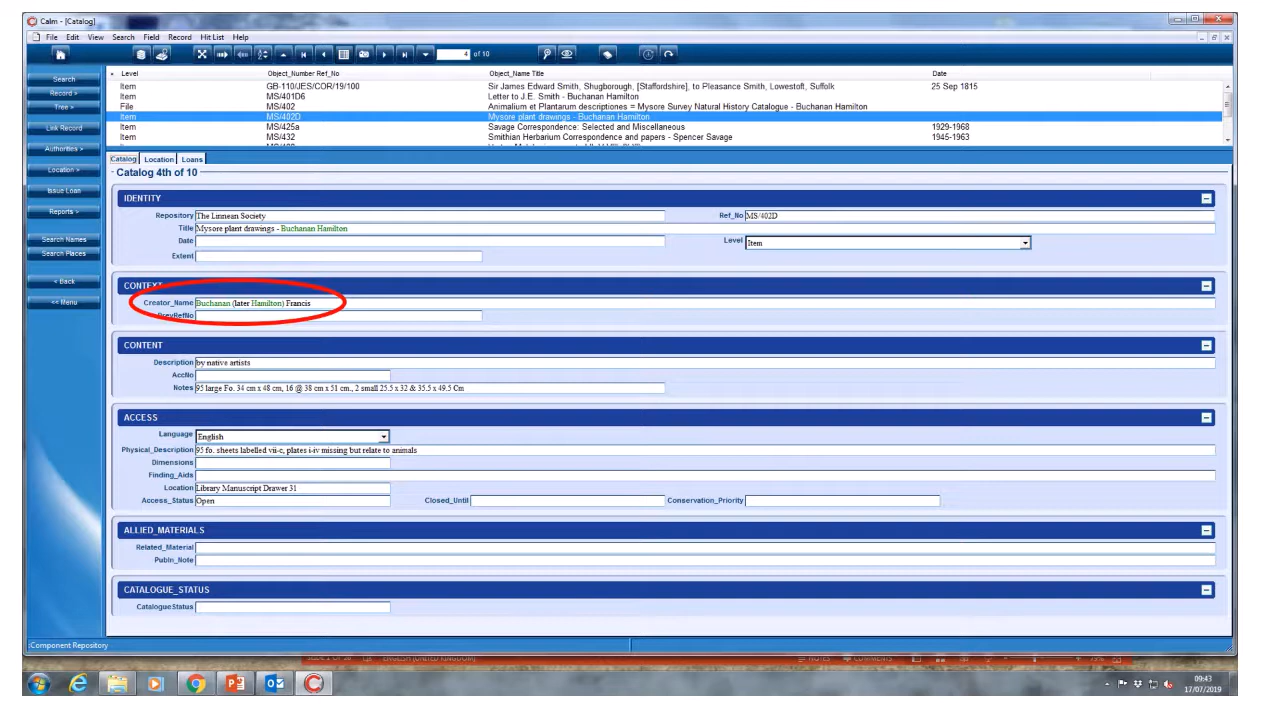 Calm - [Catalog]
File Edit View Search Field Record Hit List Help
4 of 10
Search
Record >
Tree >
Link Record
Authorities >
Location >
Issue Loan
Reports >
Search Names
Search Places
< Back
<< Menu
Level Object_Number Ref_No Object_Name Title Date
Item GB-110/JES/COR/19/100 Sir James Edward Smith, Shugborough, [Staffordshire], to Pleasance Smith, Lowestoft, Suffolk 25 Sep 1815
Item MS/401D6 Letter to J.E. Smith - Buchanan Hamilton
File MS/402 Animalium et Plantarum descriptiones = Mysore Survey Natural History Catalogue - Buchanan Hamilton
Item MS/402D Mysore plant drawings - Buchanan Hamilton
Item MS/425a Savage Correspondence: Selected and Miscellaneous 1929-1968
Item MS/432 Smithian Herbarium Correspondence and papers - Spencer Savage 1945-1963
Catalog Location Loans
Catalog 4th of 10
IDENTITY
Repository The Linnean Society Ref_No MS/402D
Title Mysore plant drawings - Buchanan Hamilton
Date Level Item
Extent
CONTEXT
Creator_Name Buchanan (later Hamilton) Francis
PrevRefNo
CONTENT
Description by native artists
AccNo
Notes 95 large Fo. 34 cm x 48 cm, 16 @ 38 cm x 51 cm., 2 small 25.5 x 32 & 35.5 x 49.5 Cm
ACCESS
Language English
Physical_Description 95 fo. sheets labelled vii-c, plates i-iv missing but relate to animals
Dimensions
Finding_Aids
Location Library Manuscript Drawer 31
Access_Status Open Closed_Until Conservation_Priority
ALLIED_MATERIALS
Related_Material
Publn_Note
CATALOGUE_STATUS
CatalogueStatus
:Component Repository
ENGLISH (UNITED KINGDOM) NOTES COMMENTS
09:43
17/07/2019